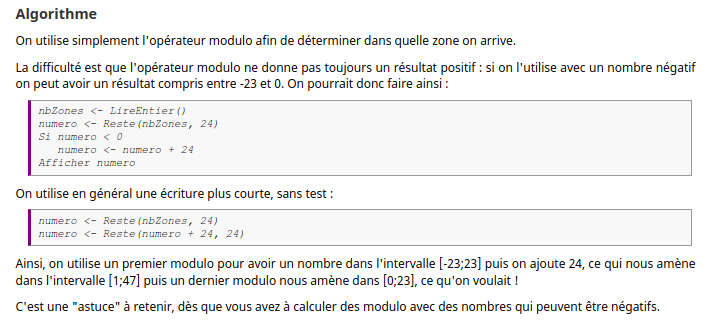 Algorithme
On utilise simplement l'opérateur modulo afin de déterminer dans quelle zone on arrive.
La difficulté est que l'opérateur modulo ne donne pas toujours un résultat positif : si on l'utilise avec un nombre négatif
on peut avoir un résultat compris entre -23 et 0. On pourrait donc faire ainsi :
nbZones <- LireEntier()
numero <- Reste(nbZones, 24)
Si numero < 0
   numero <- numero + 24
Afficher numero
On utilise en général une écriture plus courte, sans test :
numero <- Reste(nbZones, 24)
numero <- Reste(numero + 24, 24)
Ainsi, on utilise un premier modulo pour avoir un nombre dans l'intervalle [-23;23] puis on ajoute 24, ce qui nous amène
dans l'intervalle [1;47] puis un dernier modulo nous amène dans [0;23], ce qu'on voulait !
C'est une "astuce" à retenir, dès que vous avez à calculer des modulo avec des nombres qui peuvent être négatifs.